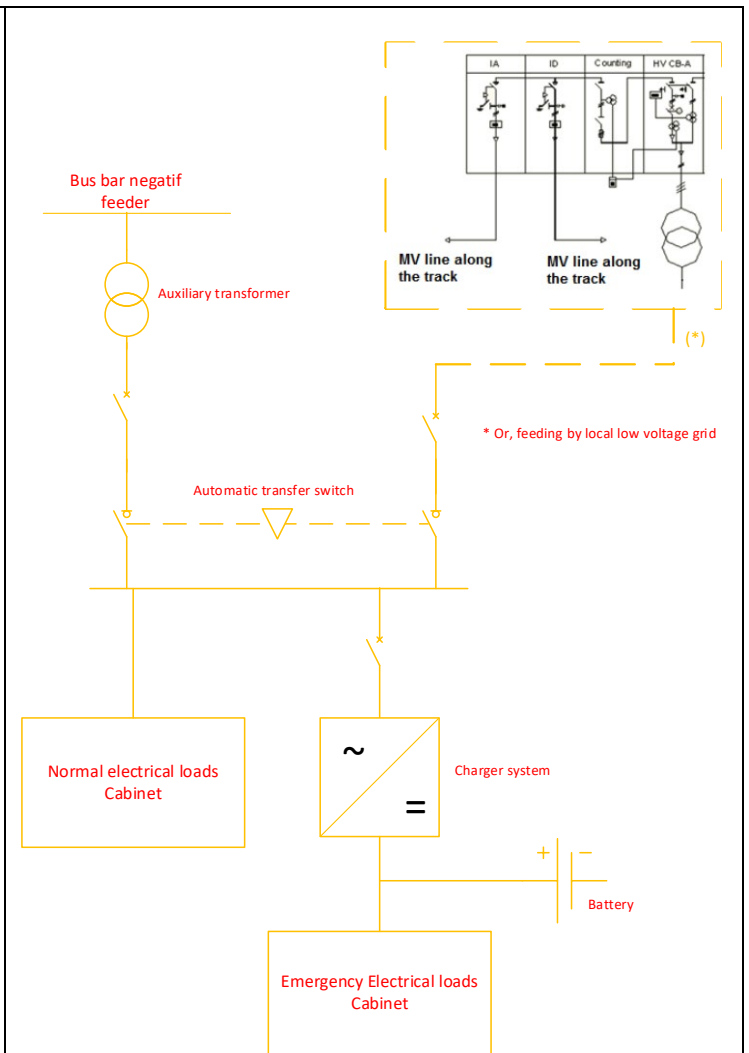 IA ID Counting HV CB-A
Bus bar negatif
feeder
MV line along
the track
MV line along
the track
Auxiliary transformer
(*)
* Or, feeding by local low voltage grid
Automatic transfer switch
Normal electrical loads
Cabinet
~
=
Charger system
+ −
Battery
Emergency Electrical loads
Cabinet